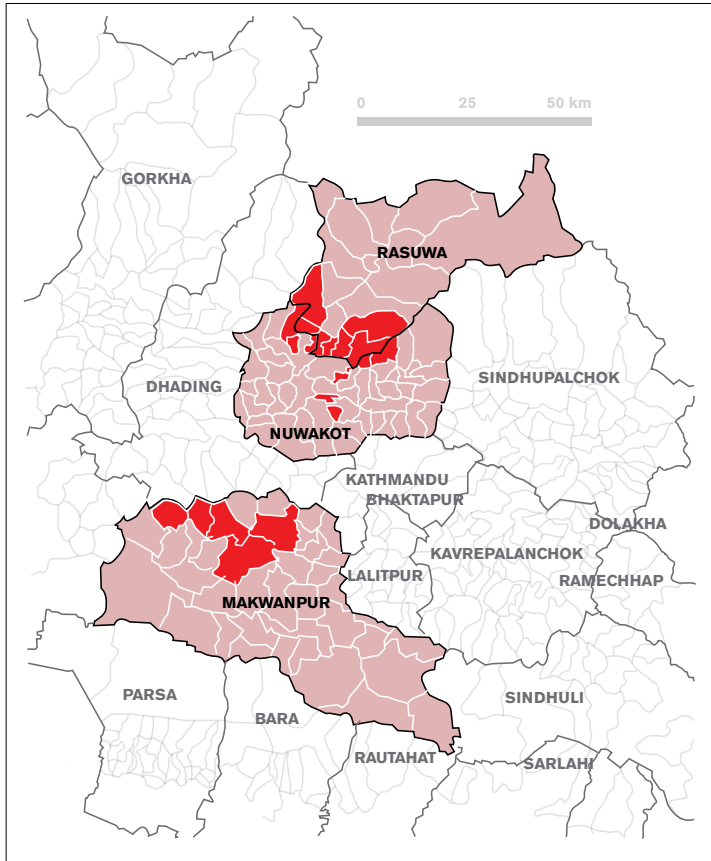 0 25 50 km
GORKHA
RASUWA
DHADING
SINDHUPALCHOK
NUWAKOT
KATHMANDU
BHAKTAPUR
DOLAKHA
KAVREPALANCHOK
LALITPUR
RAMECHHAP
MAKWANPUR
PARSA
SINDHULI
BARA
RAUTAHAT
SARLAHI